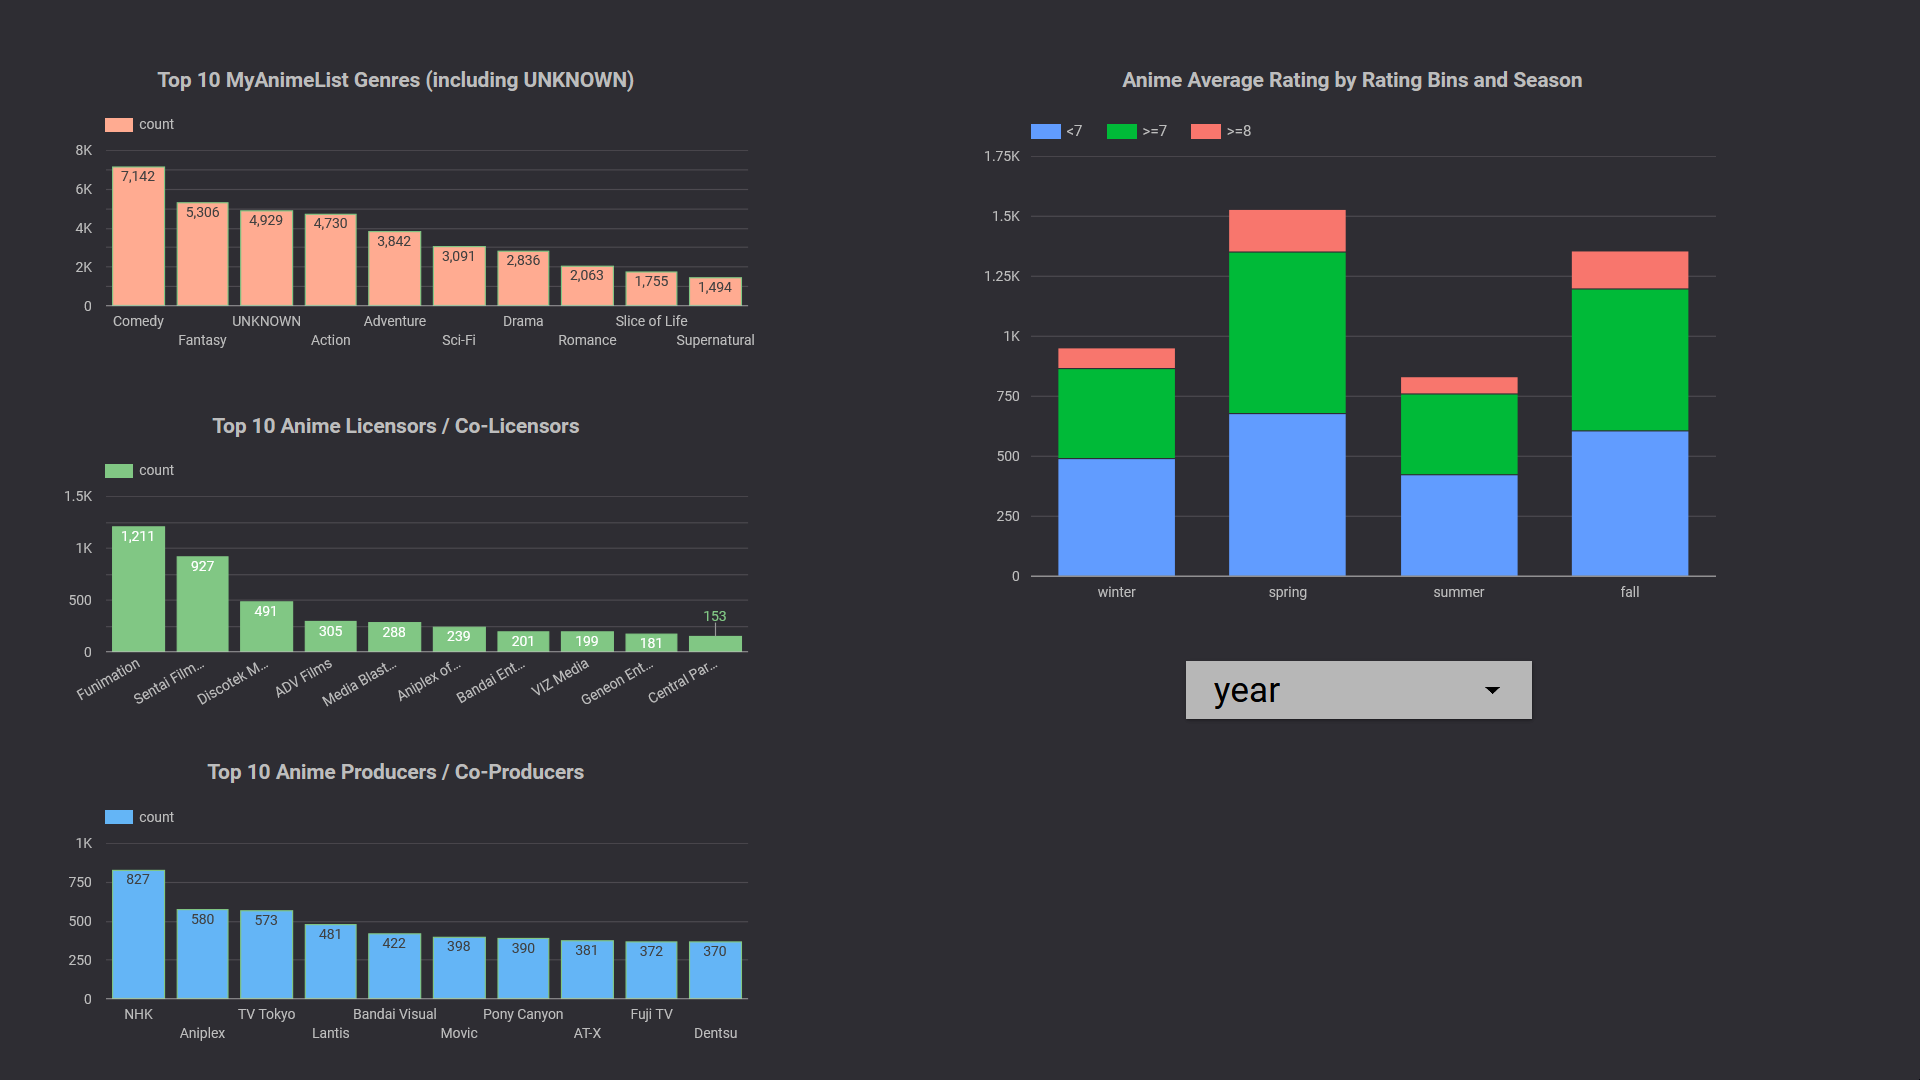 Top 10 MyAnimeList Genres (including UNKNOWN)
count
8K
6K
4K
2K
0
7,142
5,306
4,929
4,730
3,842
3,091
2,836
2,063
1,755
1,494
Comedy
Fantasy
UNKNOWN
Action
Adventure
Sci-Fi
Drama
Romance
Slice of Life
Supernatural
Top 10 Anime Licensors / Co-Licensors
count
1.5K
1K
500
0
1,211
927
491
305
288
239
201
199
181
153
Funimation
Sentai Film...
Discotek M...
ADV Films
Media Blast...
Aniplex of...
Bandai Ent...
VIZ Media
Geneon Ent...
Central Par...
Top 10 Anime Producers / Co-Producers
count
1K
750
500
250
0
827
580
573
481
422
398
390
381
372
370
NHK
Aniplex
TV Tokyo
Lantis
Bandai Visual
Movic
Pony Canyon
AT-X
Fuji TV
Dentsu
Anime Average Rating by Rating Bins and Season
<7
>=7
>=8
1.75K
1.5K
1.25K
1K
750
500
250
0
winter
spring
summer
fall
year